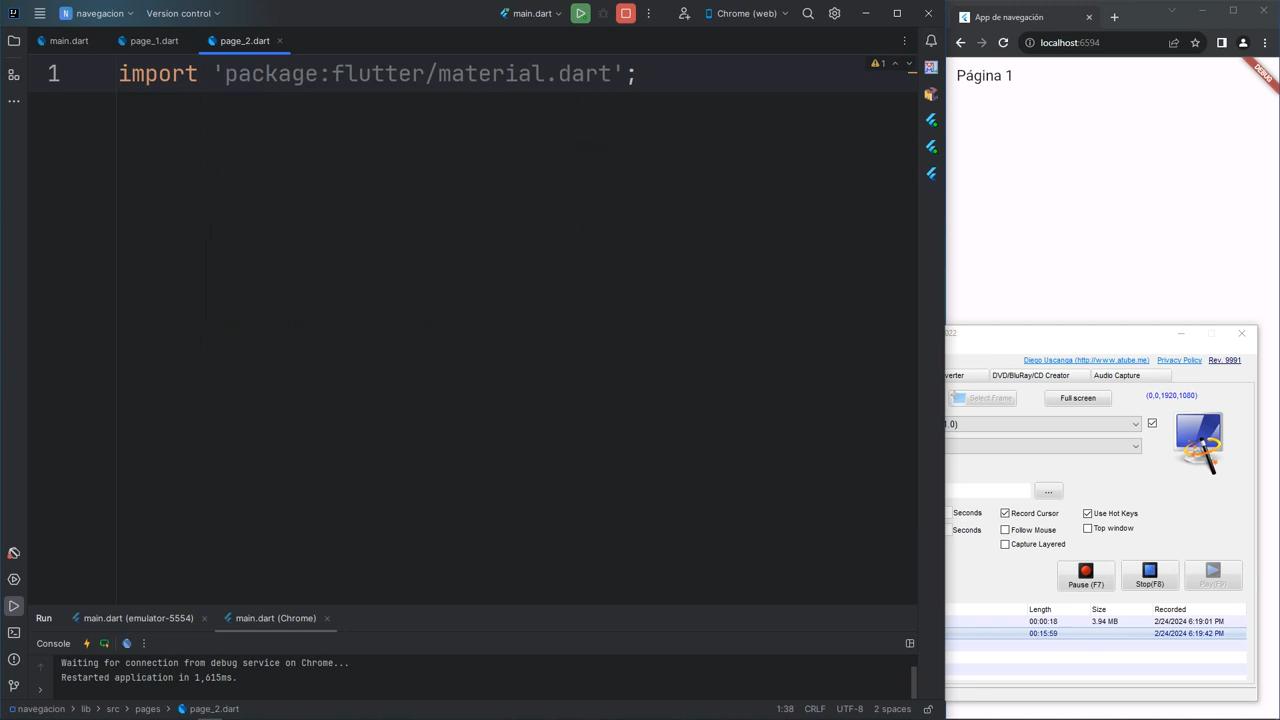 navegacion
Version control
main.dart
Chrome (web)
main.dart
page_1.dart
page_2.dart
1
1 import 'package:flutter/material.dart';
Run
main.dart (emulator-5554)
main.dart (Chrome)
Console
Waiting for connection from debug service on Chrome...
Restarted application in 1,615ms.
navegacion
lib
src
pages
page_2.dart
1:38
CRLF
UTF-8
2 spaces
App de navegación
localhost:6594
Página 1
DEBUG
022
Diego Uscanga (http://www.atube.me)
Privacy Policy
Rev. 9991
verter
DVD/BluRay/CD Creator
Audio Capture
Select Frame
Full screen
(0,0,1920,1080)
,0)
...
Seconds
Record Cursor
Use Hot Keys
Seconds
Follow Mouse
Top window
Capture Layered
Pause (F7)
Stop(F8)
Play(F9)
Length
Size
Recorded
00:00:18
3.94 MB
2/24/2024 6:19:01 PM
00:15:59
2/24/2024 6:19:42 PM